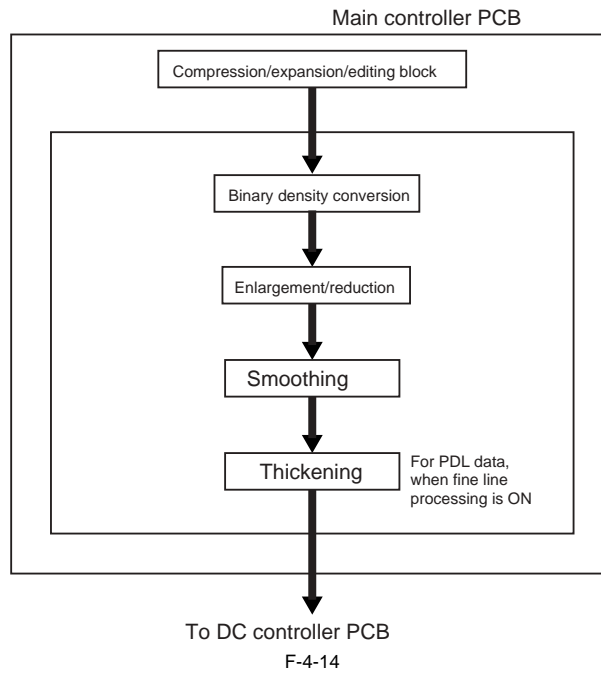 Main controller PCB
Compression/expansion/editing block
Binary density conversion
Enlargement/reduction
Smoothing
Thickening
For PDL data,
when fine line
processing is ON
To DC controller PCB
F-4-14